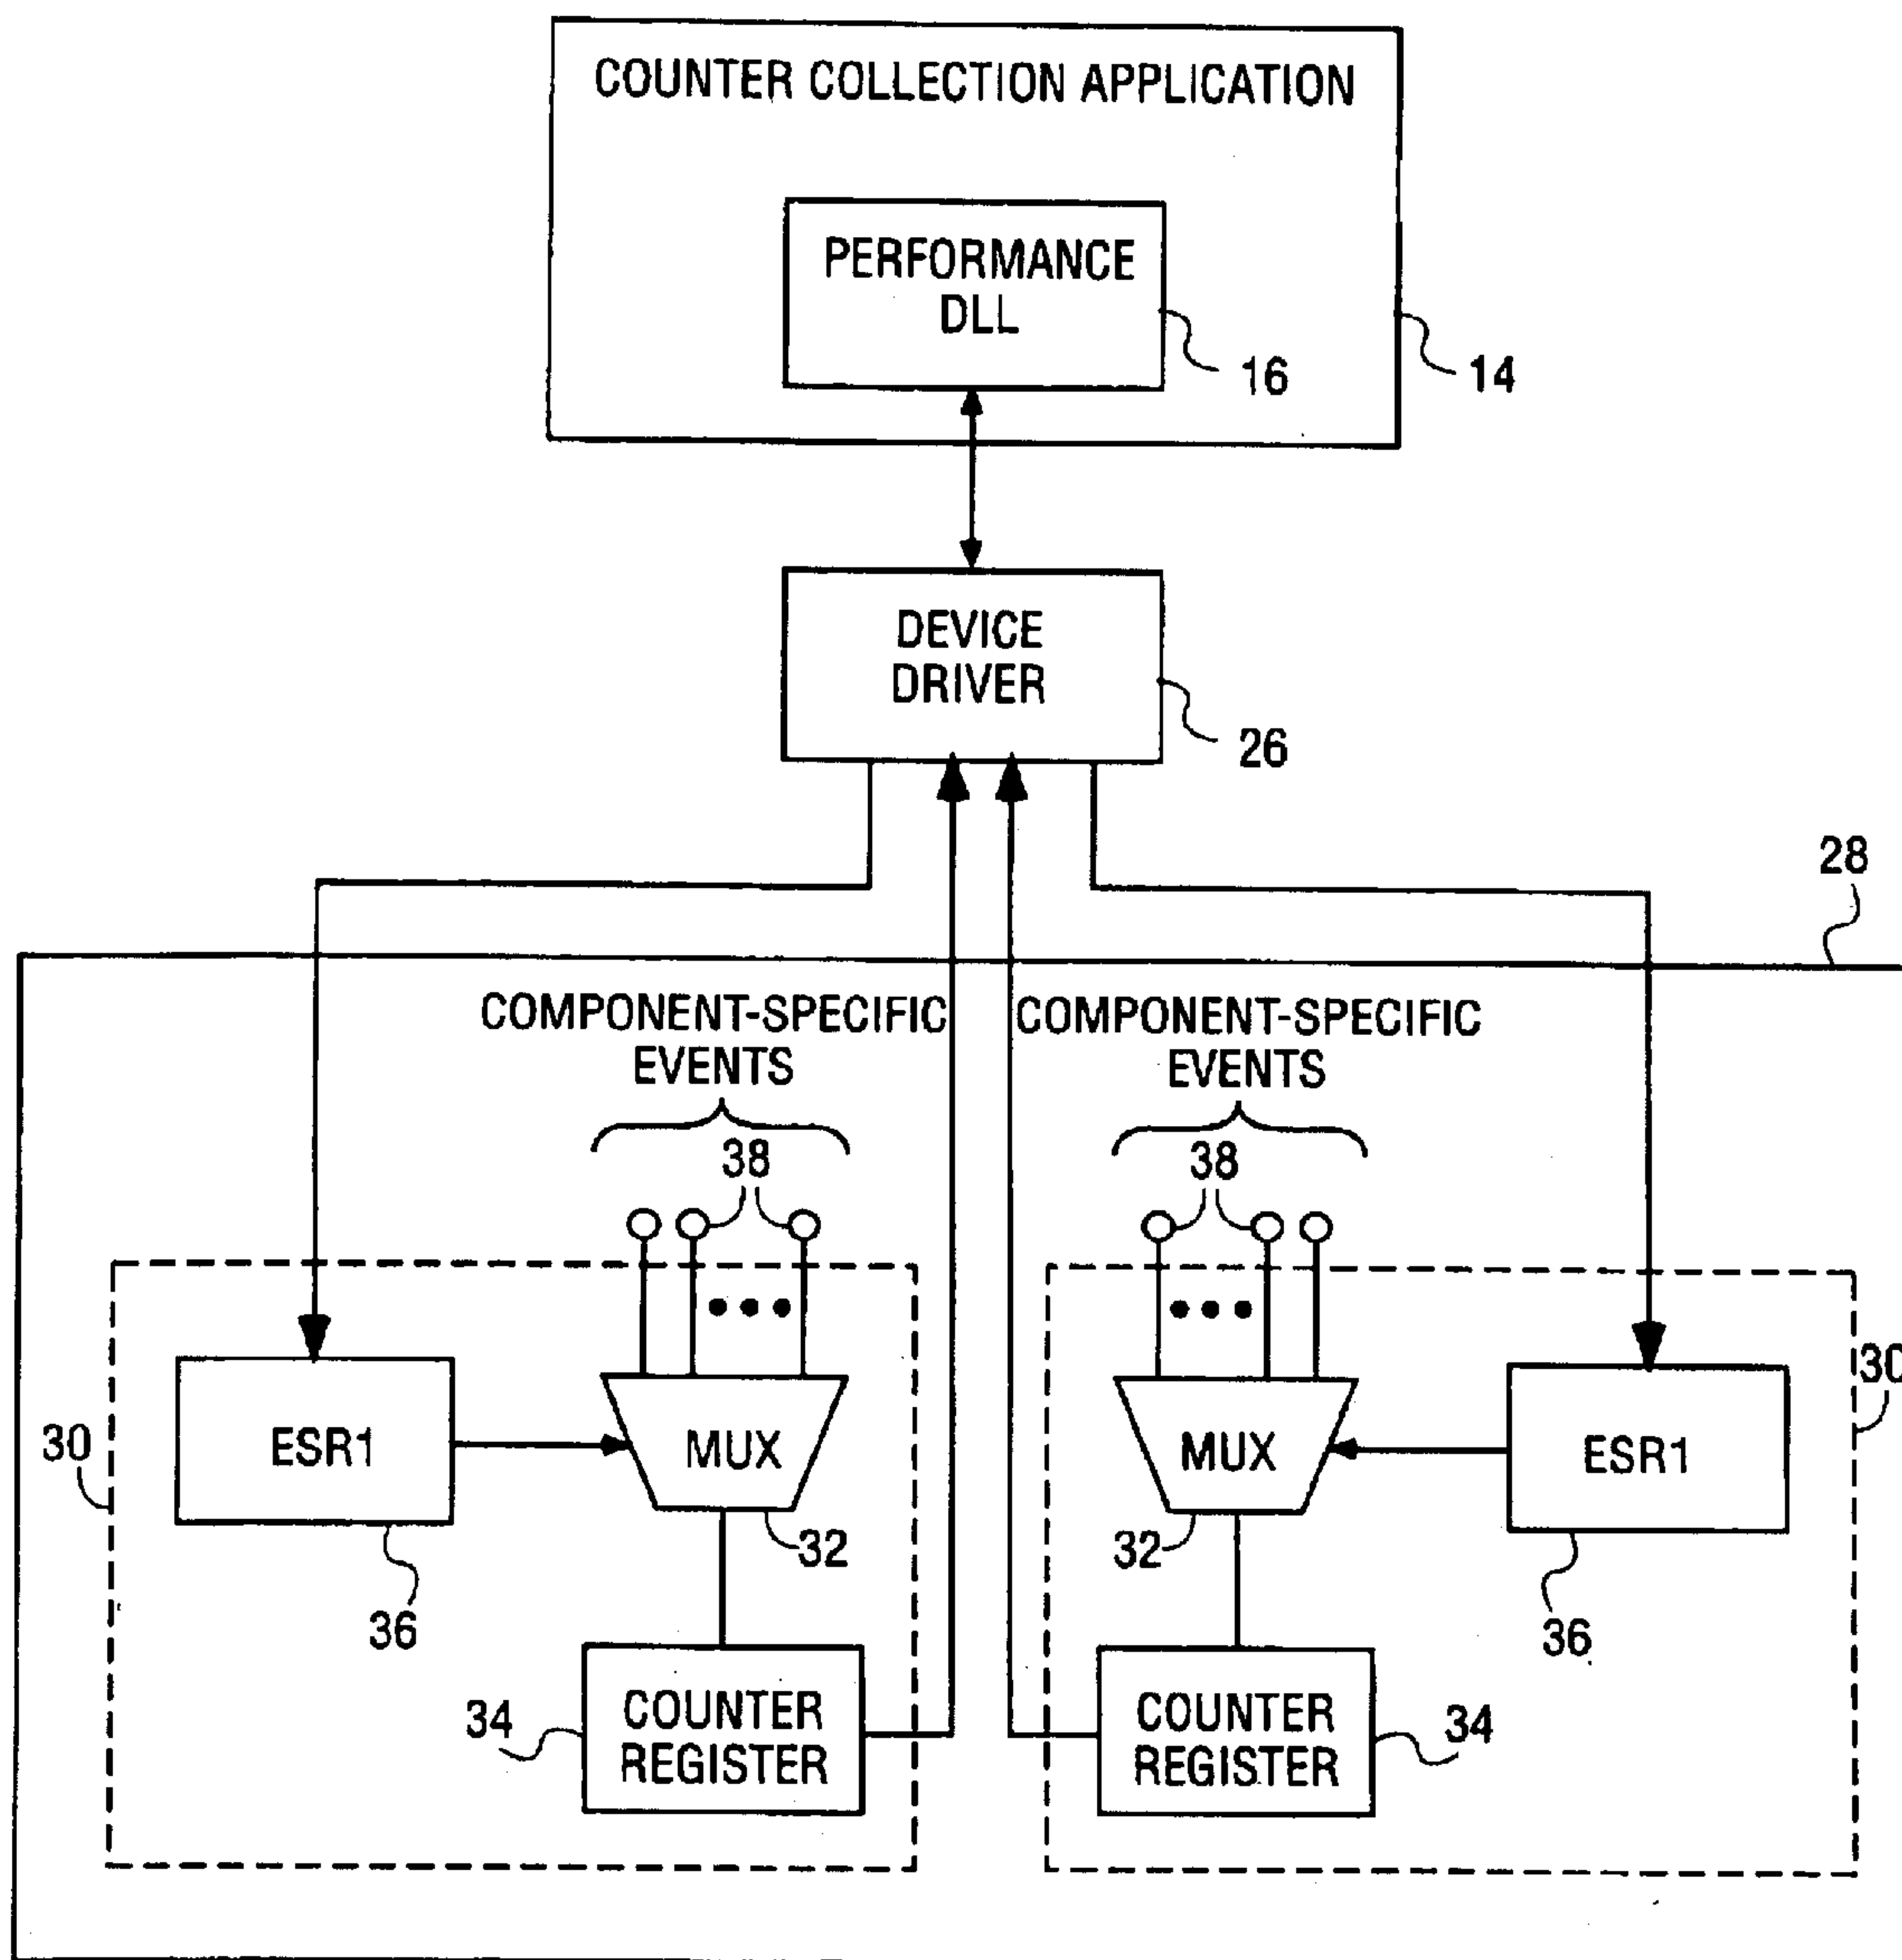 COUNTER COLLECTION APPLICATION
PERFORMANCE
DLL
16
14
DEVICE
DRIVER
26
28
COMPONENT-SPECIFIC
EVENTS
COMPONENT-SPECIFIC
EVENTS
38
38
30
ESR1
MUX
MUX
ESR1
30
32
32
36
36
34
COUNTER
REGISTER
COUNTER
REGISTER
34